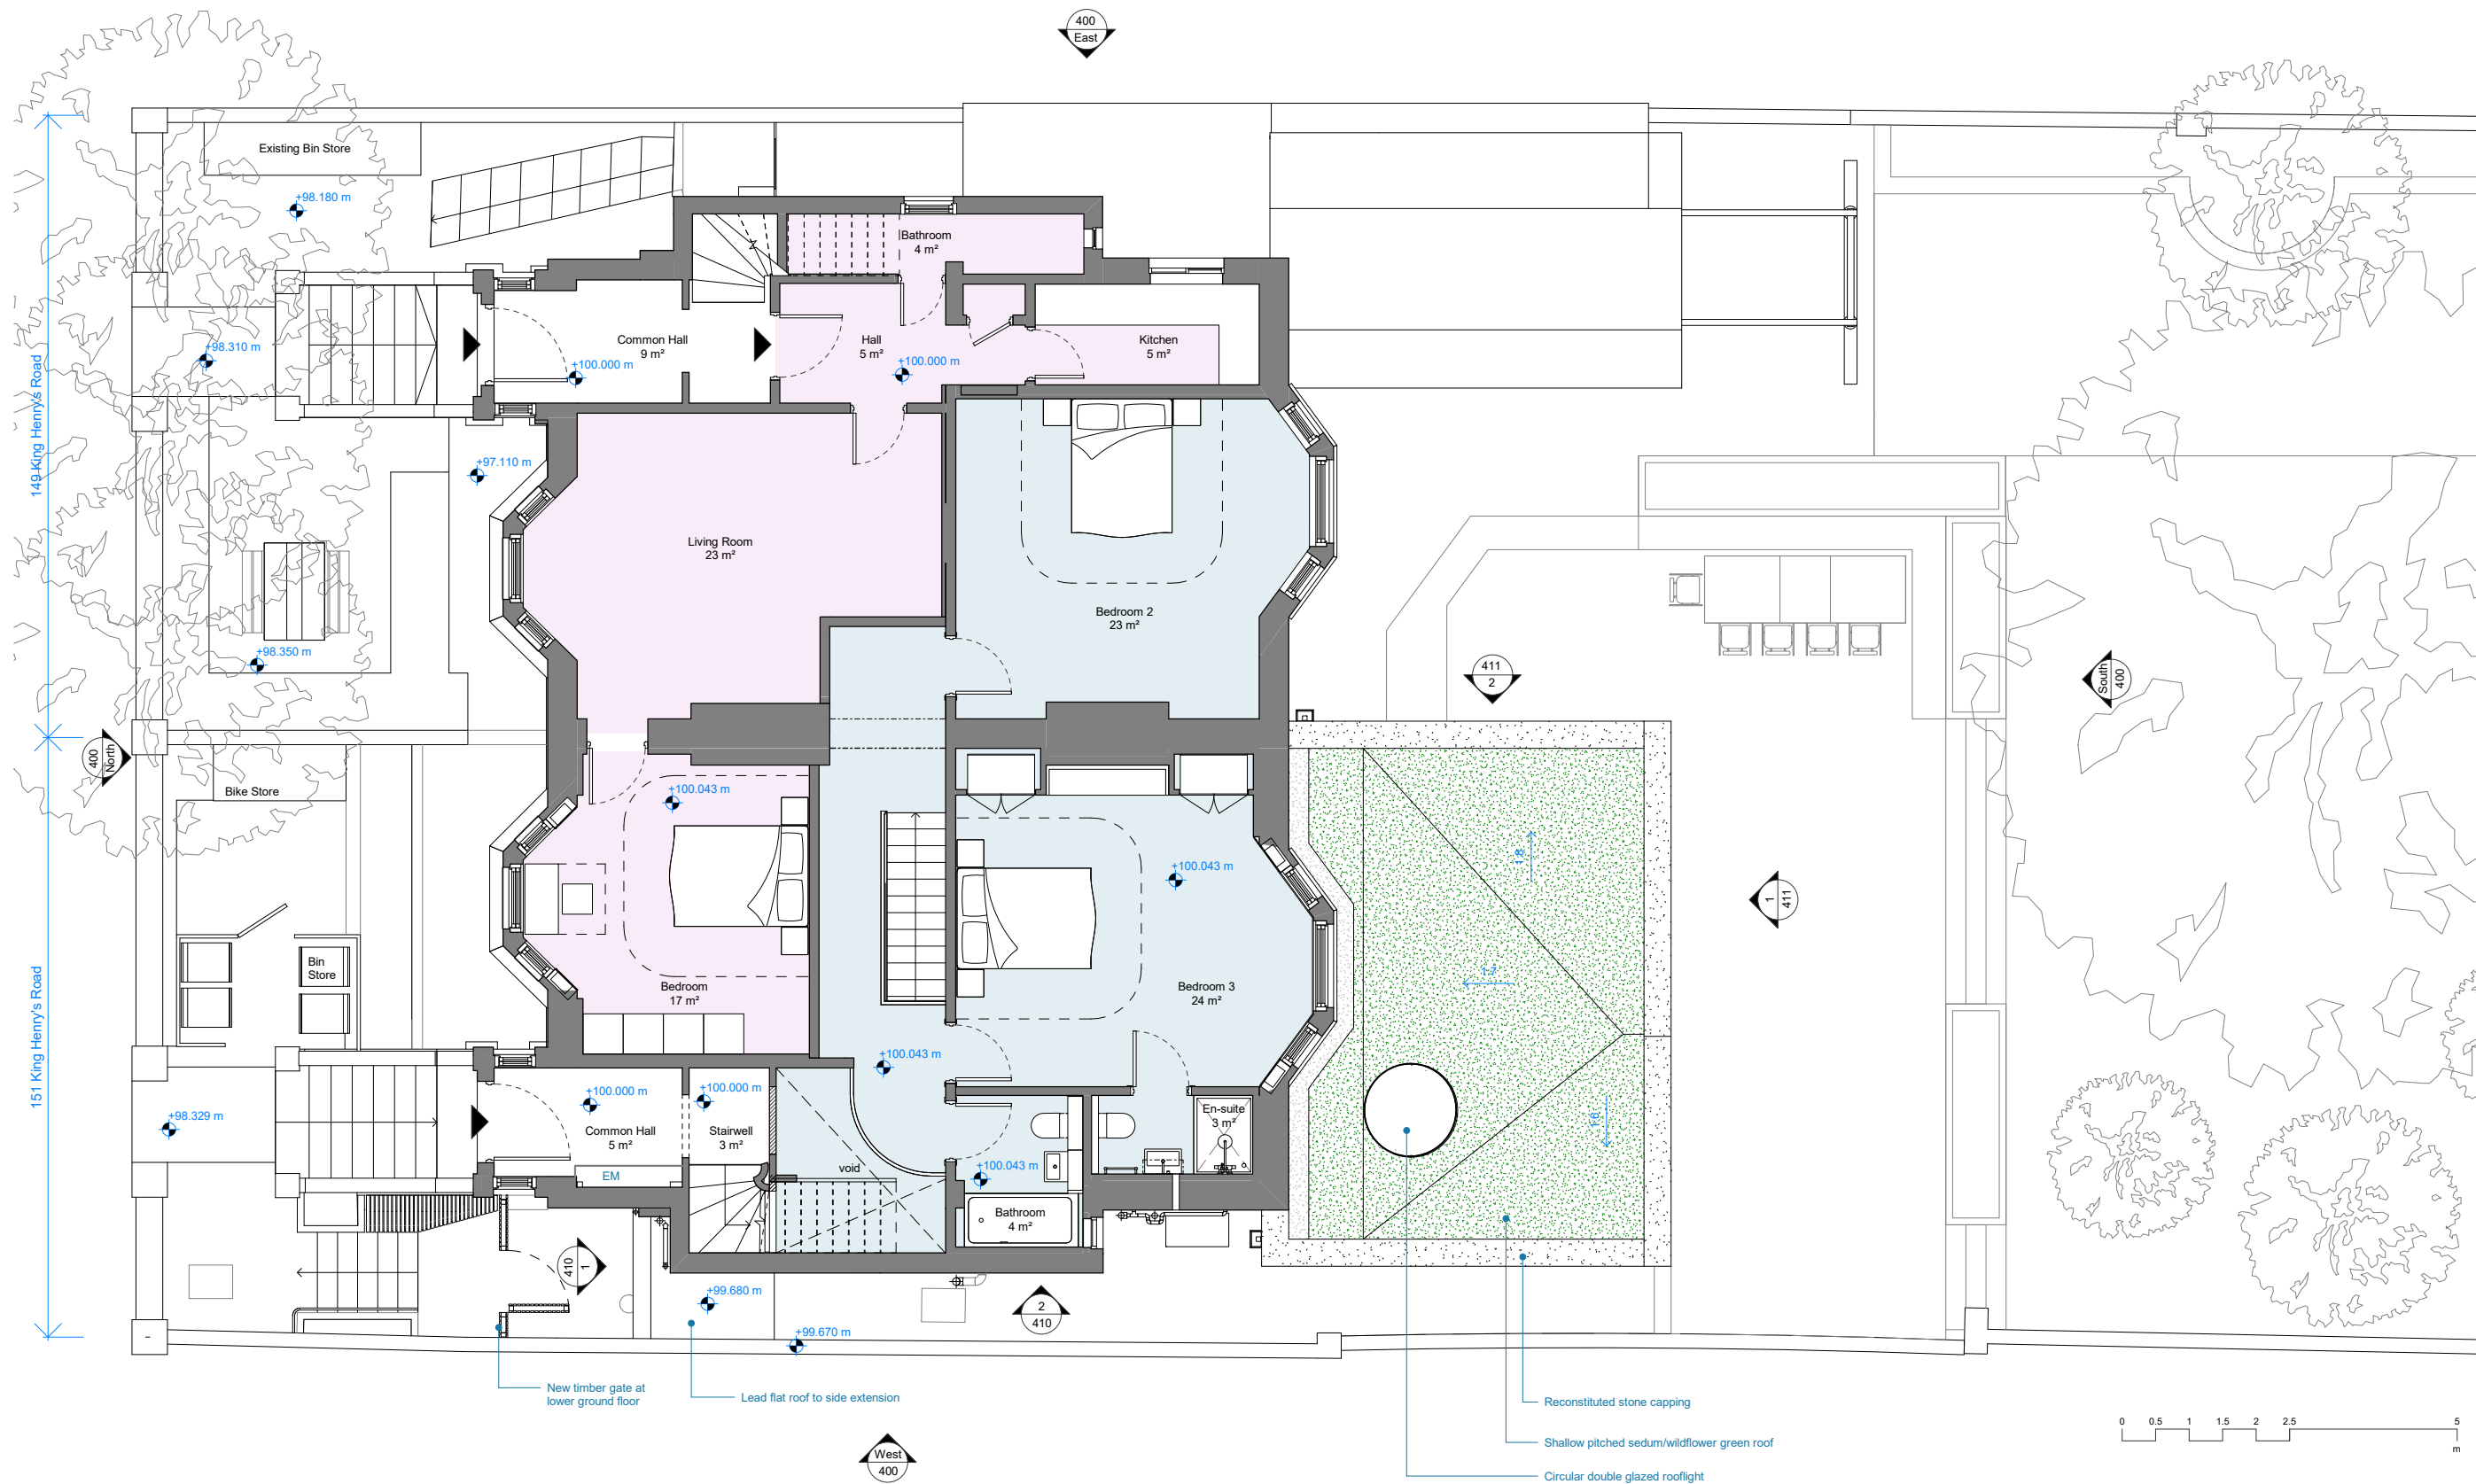 400
East
Existing Bin Store
+98.180 m
Bathroom
4 m²
Common Hall
9 m²
Hall
5 m²
Kitchen
5 m²
+98.310 m
+100.000 m
+100.000 m
149 King Henry's Road
+97.110 m
Living Room
23 m²
Bedroom 2
23 m²
+98.350 m
411
2
South
400
400
North
Bike Store
+100.043 m
+100.043 m
1:8
1
411
Bin
Store
1:7
Bedroom
17 m²
Bedroom 3
24 m²
151 King Henry's Road
+100.043 m
+98.329 m
+100.000 m
+100.000 m
En-suite
3 m²
1:6
Common Hall
5 m²
Stairwell
3 m²
void
+100.043 m
EM
Bathroom
4 m²
410
1
+99.680 m
2
410
+99.670 m
New timber gate at
lower ground floor
Lead flat roof to side extension
Reconstituted stone capping
Shallow pitched sedum/wildflower green roof
Circular double glazed rooflight
West
400
0 0.5 1 1.5 2 2.5 5
m